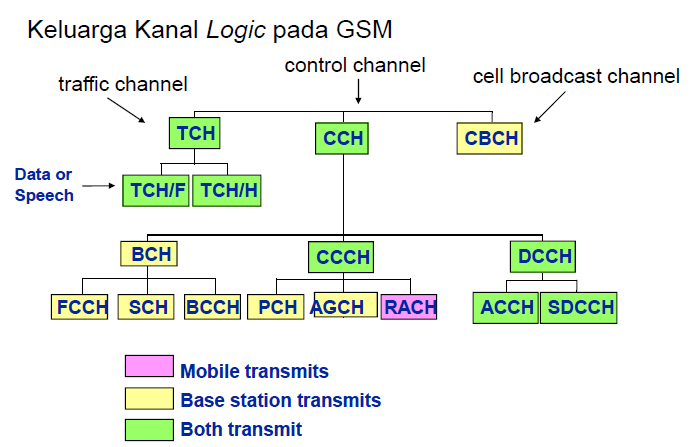 Keluarga Kanal Logic pada GSM
traffic channel
control channel
cell broadcast channel
TCH
CCH
CBCH
Data or
Speech
TCH/F
TCH/H
BCH
CCCH
DCCH
FCCH
SCH
BCCH
PCH
AGCH
RACH
ACCH
SDCCH
Mobile transmits
Base station transmits
Both transmit